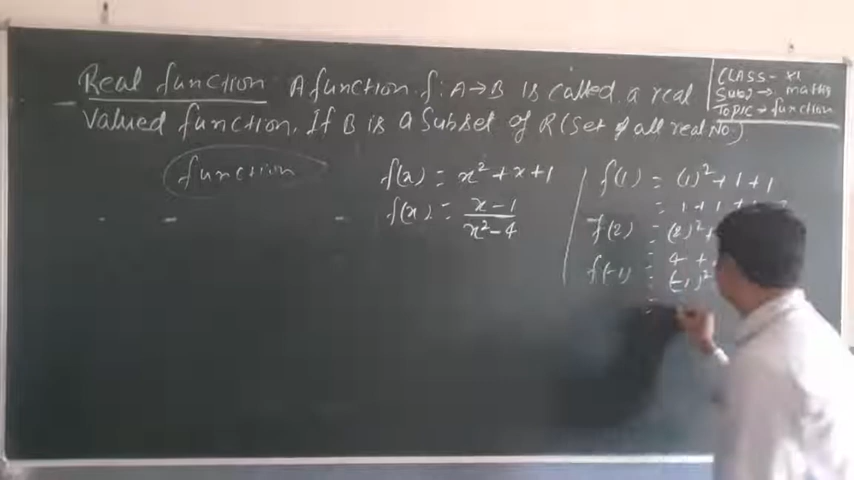 Real function A function f: A→B is called a real
valued function, If B is a Subset of R (Set of all real No.)
CLASS - XI
Sub → maths
Topic → function
function
f(x) = x² + x + 1
f(x) = x-1 / x²-4
f(1) = (1)² + 1 + 1
= 1 + 1 +
f(2) = (2)² +
= 4 +
f(-1) = (-1)²
=